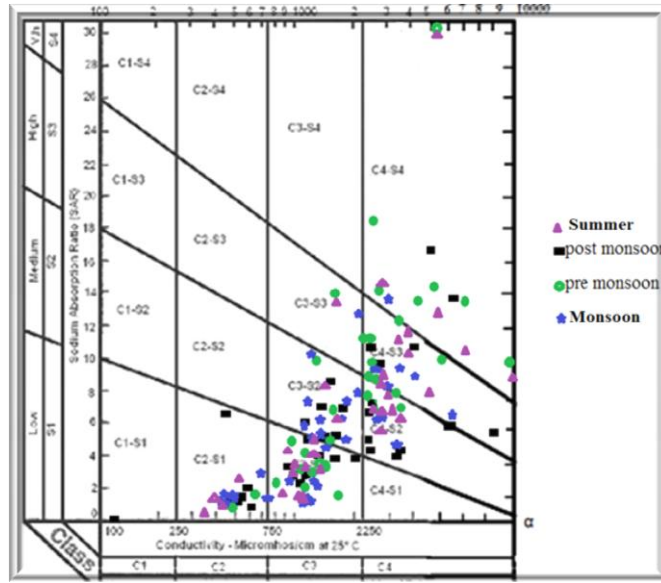 100 2 3 4 5 6 7 8 9 1000 2 3 4 5 6 7 8 9 10000
V.h S4
High S3
Medium S2
Low S1
Sodium Absorption Ratio [SAR]
30
28
26
24
22
20
18
16
14
12
10
8
6
4
2
0
C1-S4
C2-S4
C3-S4
C4-S4
C1-S3
C2-S3
C3-S3
C4-S3
C1-S2
C2-S2
C3-S2
C4-S2
C1-S1
C2-S1
C4-S1
Summer
post monsoon
pre monsoon
Monsoon
α
100 250 750 2250
Conductivity - Micromhos/cm at 25° C
Class
C1 C2 C3 C4